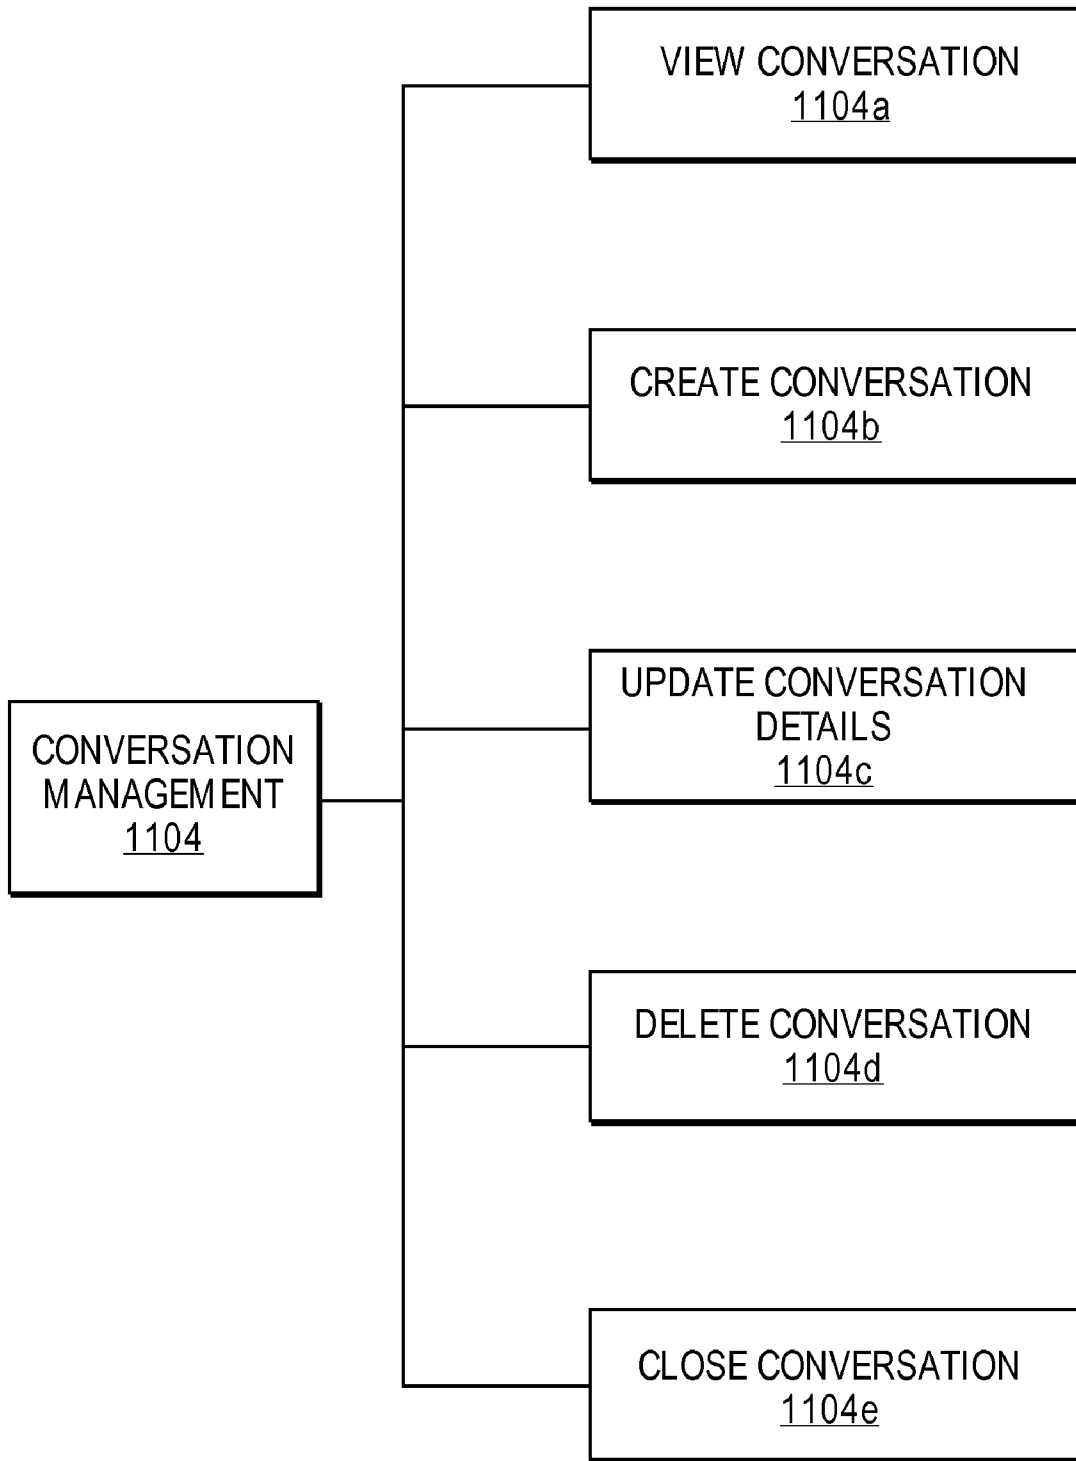 VIEW CONVERSATION
1104a
CREATE CONVERSATION
1104b
UPDATE CONVERSATION
DETAILS
1104c
CONVERSATION
MANAGEMENT
1104
DELETE CONVERSATION
1104d
CLOSE CONVERSATION
1104e